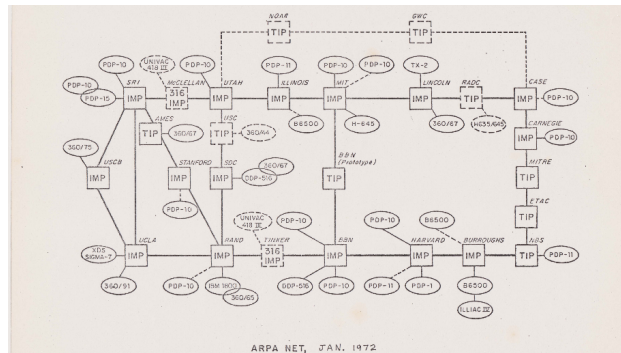 NOAR
GWC
TIP
TIP
PDP-10
UNIVAC
418 III
PDP-10
PDP-11
PDP-10
PDP-10
TX-2
SRI
McCLELLAN
UTAH
ILLINOIS
MIT
LINCOLN
RADC
CASE
PDP-10
PDP-15
IMP
316
IMP
IMP
IMP
IMP
IMP
TIP
IMP
PDP-10
AMES
TIP
360/67
USC
TIP
360/44
B6500
H-645
360/67
H635/645
CARNEGIE
IMP
PDP-10
360/75
USCB
IMP
STANFORD
IMP
SDC
IMP
360/67
DDP-516
BBN
(Prototype)
TIP
MITRE
TIP
PDP-10
ETAC
TIP
UNIVAC
418 III
PDP-10
PDP-10
B6500
UCLA
RAND
TINKER
BBN
HARVARD
BURROUGHS
NBS
XDS
SIGMA-7
IMP
IMP
316
IMP
IMP
IMP
IMP
TIP
PDP-11
360/91
PDP-10
IBM 1800
360/65
DDP-516
PDP-10
PDP-11
PDP-1
B6500
ILLIAC IV
ARPA NET, JAN. 1972